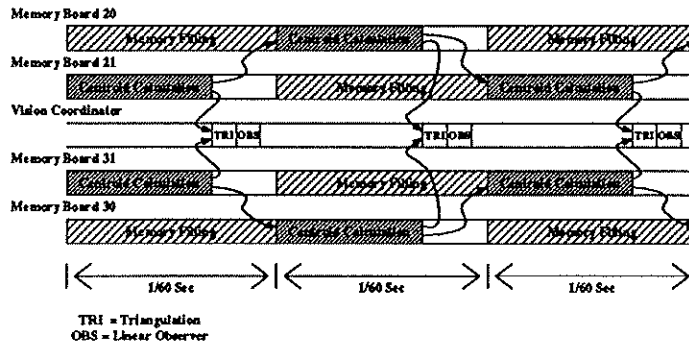 Memory Board 20
Memory Filling Centroid Calculation Memory Filling
Memory Board 21
Centroid Calculation Memory Filling Centroid Calculation
Vision Coordinator
TRI OBS TRI OBS TRI OBS
Memory Board 31
Centroid Calculation Memory Filling Centroid Calculation
Memory Board 30
Memory Filling Centroid Calculation Memory Filling
1/60 Sec 1/60 Sec 1/60 Sec
TRI = Triangulation
OBS = Linear Observer